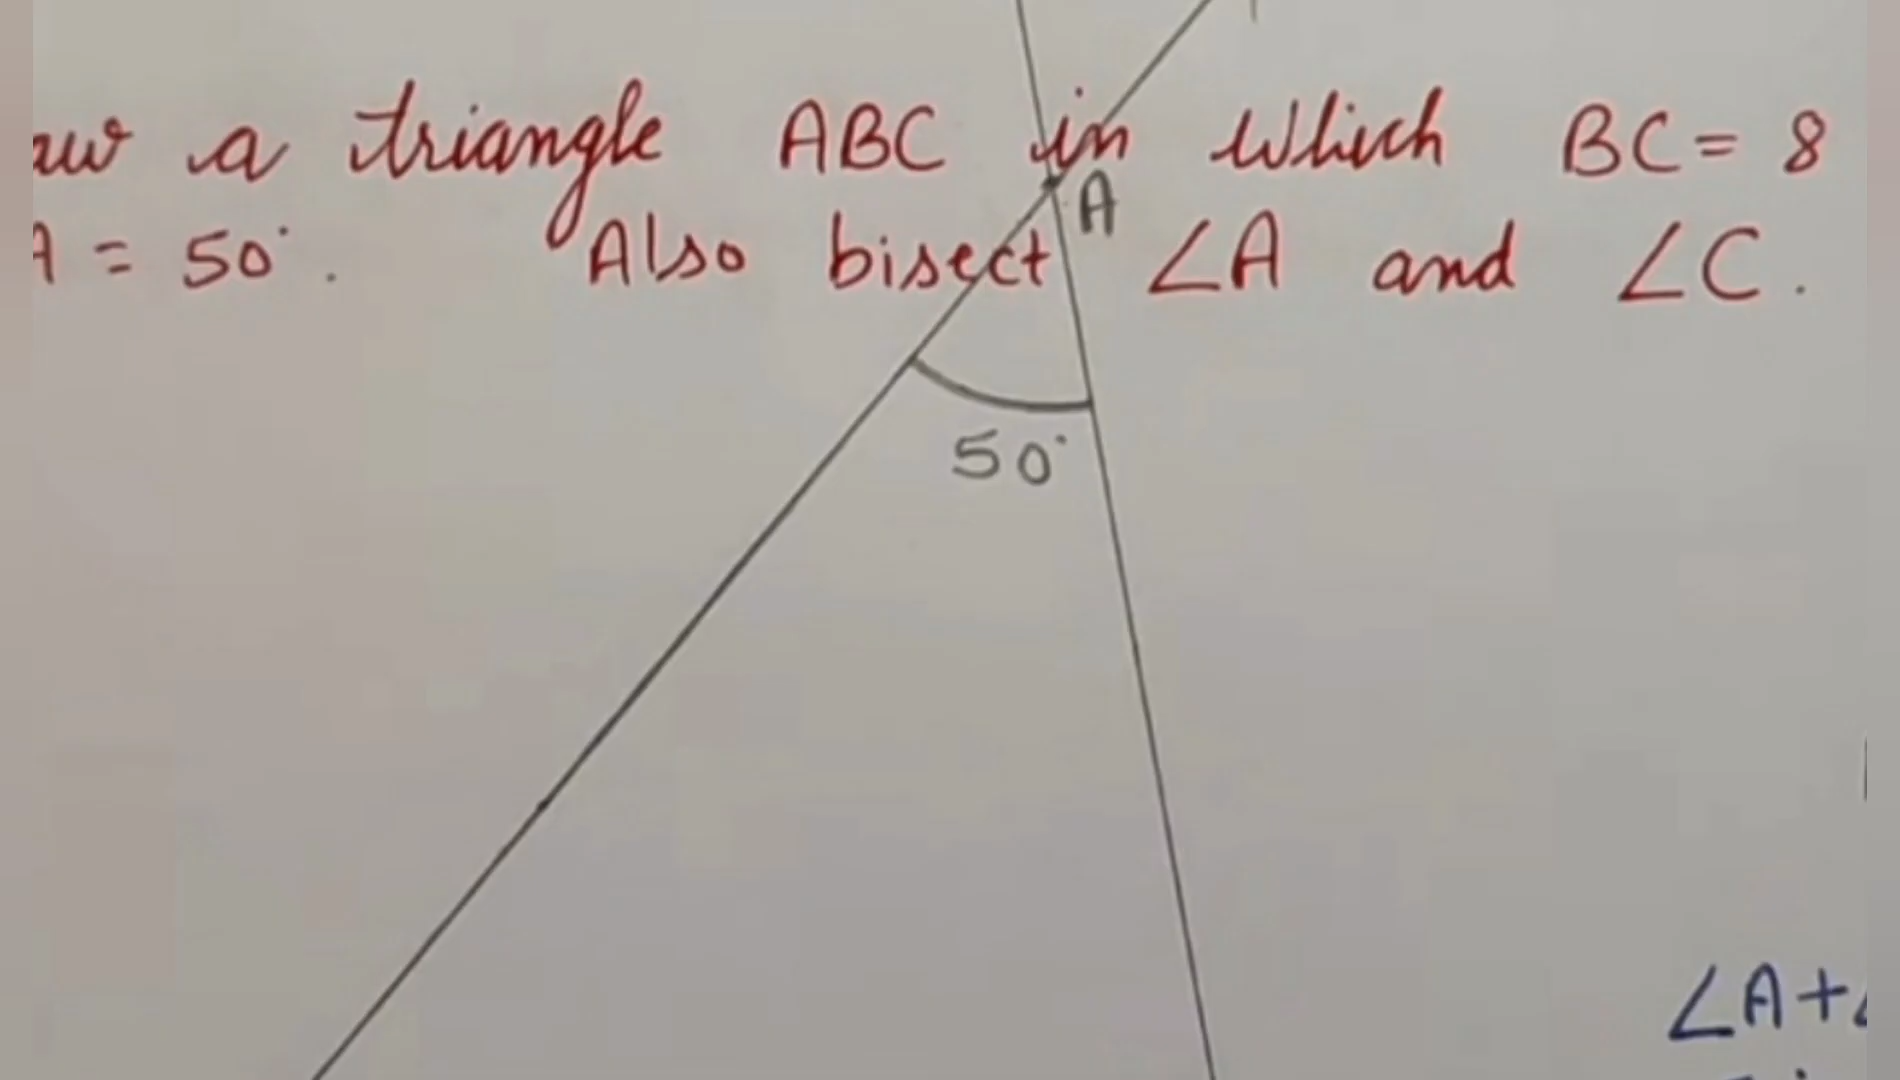 aw a triangle ABC in which BC = 8
A = 50°. Also bisect ∠A and ∠C.
A
50°
∠A+